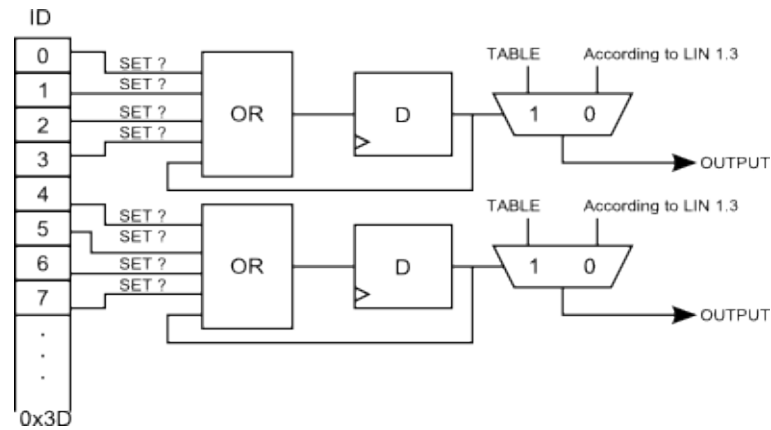 ID
0
1
2
3
4
5
6
7
.
.
.
0x3D
SET ?
SET ?
SET ?
SET ?
OR
D
TABLE
According to LIN 1.3
1 0
OUTPUT
SET ?
SET ?
SET ?
SET ?
OR
D
TABLE
According to LIN 1.3
1 0
OUTPUT